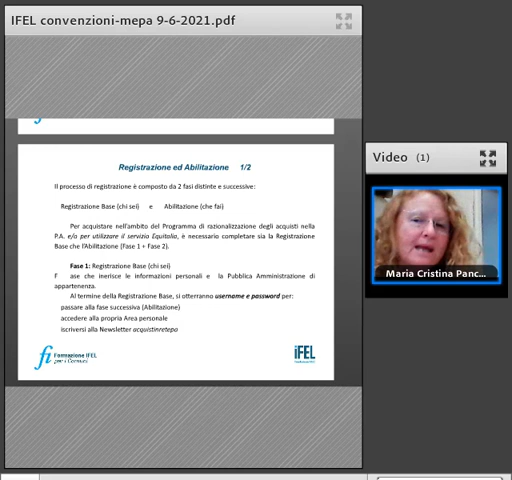 IFEL convenzioni-mepa 9-6-2021.pdf
Registrazione ed Abilitazione 1/2
Il processo di registrazione è composto da 2 fasi distinte e successive:
Registrazione Base (chi sei) e Abilitazione (che fai)
Per acquistare nell'ambito del Programma di razionalizzazione degli acquisti nella
P.A. e/o per utilizzare il servizio Equitalia, è necessario completare sia la Registrazione
Base che l'Abilitazione (Fase 1 + Fase 2).
Fase 1: Registrazione Base (chi sei)
F ase che inerisce le informazioni personali e la Pubblica Amministrazione di
appartenenza.
Al termine della Registrazione Base, si otterranno username e password per:
passare alla fase successiva (Abilitazione)
accedere alla propria Area personale
iscriversi alla Newsletter acquistinretepa
fi Formazione IFEL
per i Comuni
iFEL
Video (1)
Maria Cristina Panc...